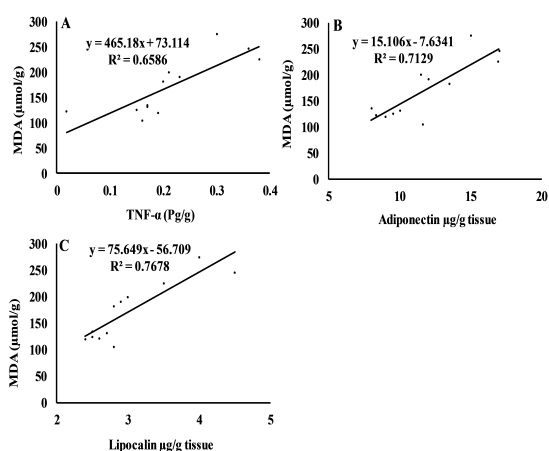 A
y = 465.18x + 73.114
R² = 0.6586
MDA (µmol/g)
300
250
200
150
100
50
0
0
0.1
0.2
0.3
0.4
TNF-α (Pg/g)
B
y = 15.106x - 7.6341
R² = 0.7129
MDA (µmol/g)
300
250
200
150
100
50
0
5
10
15
20
Adiponectin µg/g tissue
C
y = 75.649x - 56.709
R² = 0.7678
MDA (µmol/g)
300
250
200
150
100
50
0
2
3
4
5
Lipocalin µg/g tissue